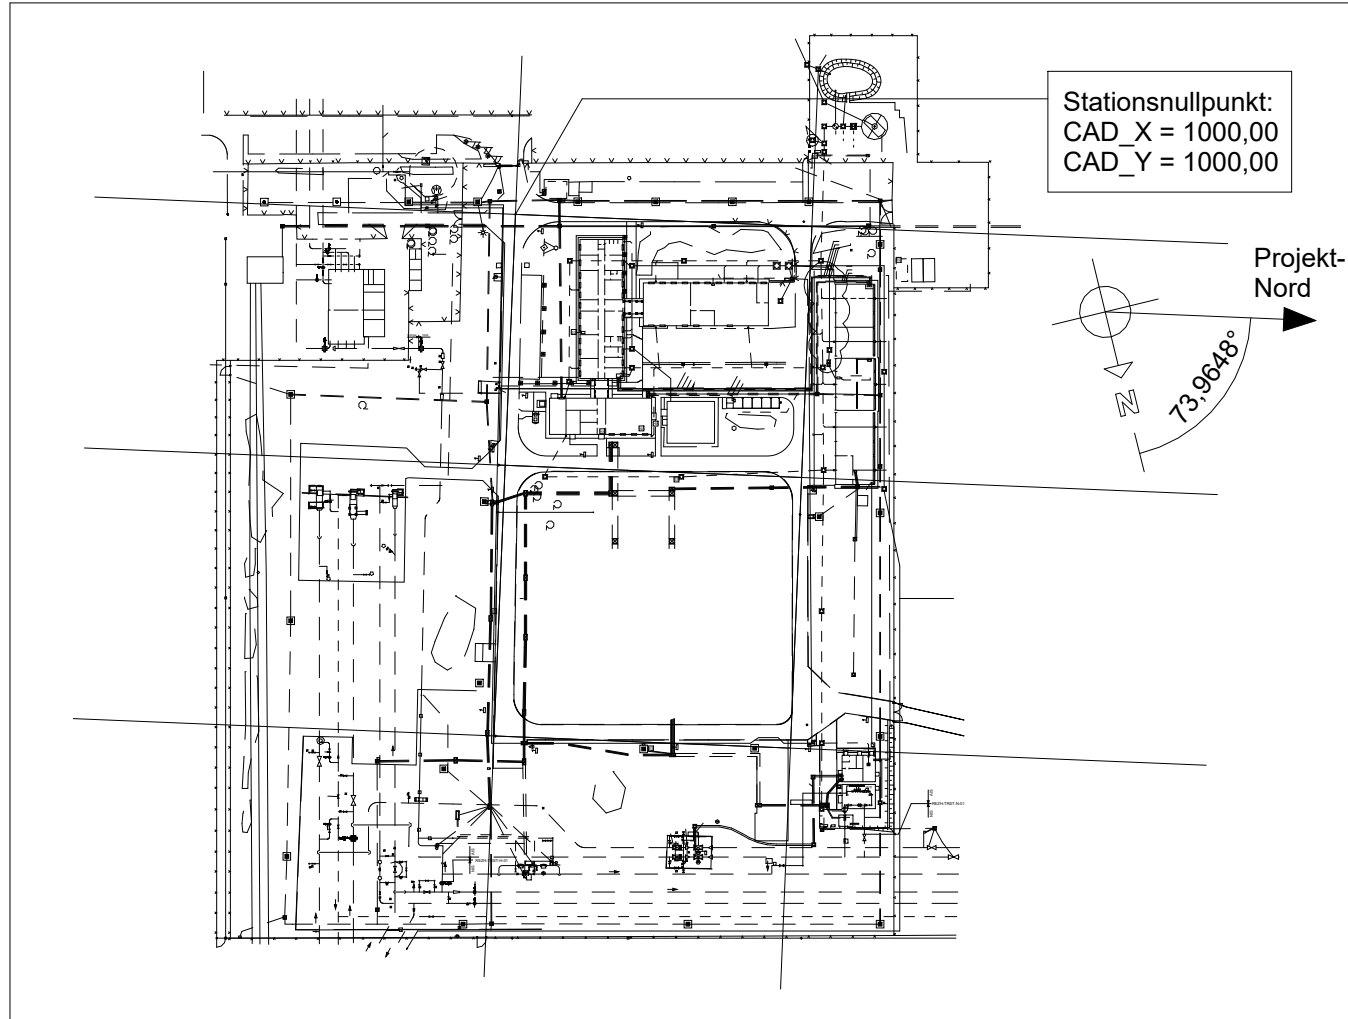 Stationsnullpunkt:
CAD_X = 1000,00
CAD_Y = 1000,00
Projekt-
Nord
73,9648°
N